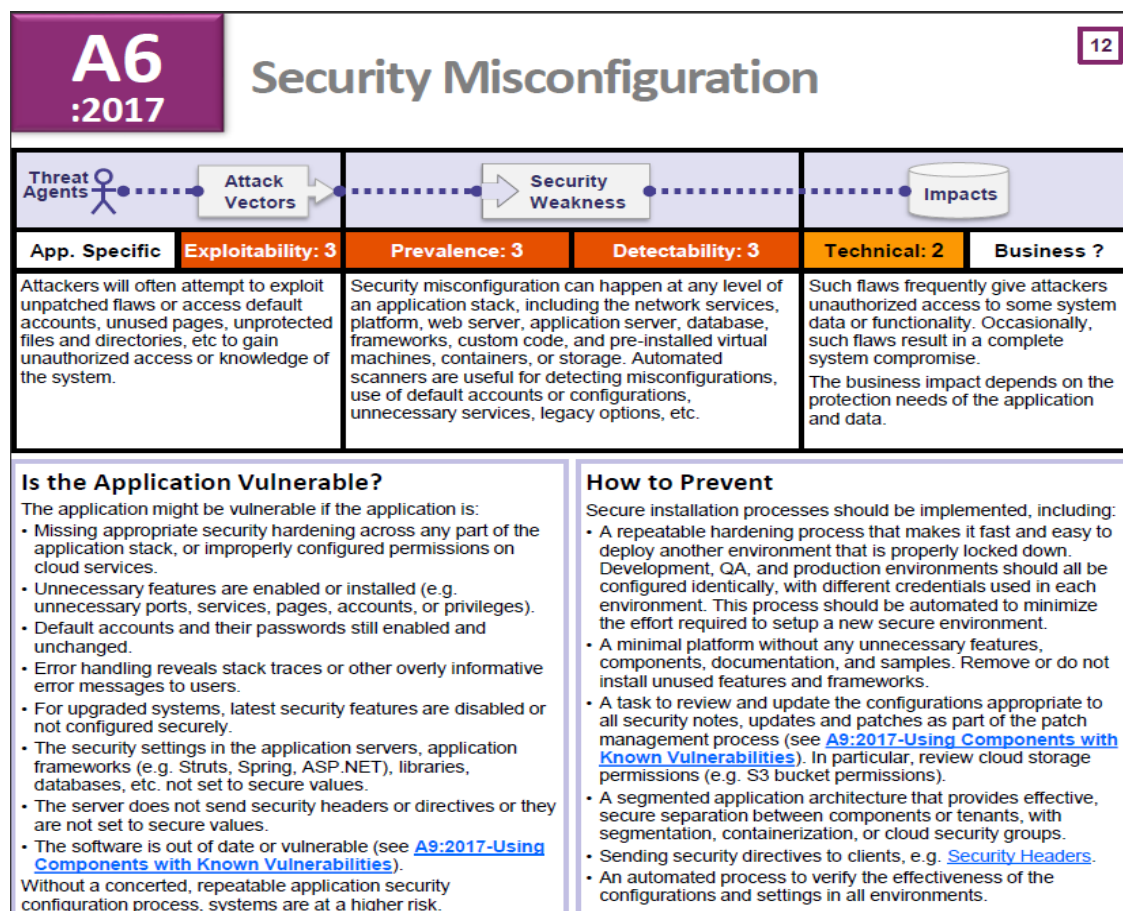 A6
:2017
Security Misconfiguration
12
Threat
Agents
Attack
Vectors
Security
Weakness
Impacts
App. Specific
Exploitability: 3
Prevalence: 3
Detectability: 3
Technical: 2
Business ?
Attackers will often attempt to exploit
unpatched flaws or access default
accounts, unused pages, unprotected
files and directories, etc to gain
unauthorized access or knowledge of
the system.
Security misconfiguration can happen at any level of
an application stack, including the network services,
platform, web server, application server, database,
frameworks, custom code, and pre-installed virtual
machines, containers, or storage. Automated
scanners are useful for detecting misconfigurations,
use of default accounts or configurations,
unnecessary services, legacy options, etc.
Such flaws frequently give attackers
unauthorized access to some system
data or functionality. Occasionally,
such flaws result in a complete
system compromise.
The business impact depends on the
protection needs of the application
and data.
Is the Application Vulnerable?
The application might be vulnerable if the application is:
• Missing appropriate security hardening across any part of the
application stack, or improperly configured permissions on
cloud services.
• Unnecessary features are enabled or installed (e.g.
unnecessary ports, services, pages, accounts, or privileges).
• Default accounts and their passwords still enabled and
unchanged.
• Error handling reveals stack traces or other overly informative
error messages to users.
• For upgraded systems, latest security features are disabled or
not configured securely.
• The security settings in the application servers, application
frameworks (e.g. Struts, Spring, ASP.NET), libraries,
databases, etc. not set to secure values.
• The server does not send security headers or directives or they
are not set to secure values.
• The software is out of date or vulnerable (see A9:2017-Using
Components with Known Vulnerabilities).
Without a concerted, repeatable application security
configuration process, systems are at a higher risk.
How to Prevent
Secure installation processes should be implemented, including:
• A repeatable hardening process that makes it fast and easy to
deploy another environment that is properly locked down.
Development, QA, and production environments should all be
configured identically, with different credentials used in each
environment. This process should be automated to minimize
the effort required to setup a new secure environment.
• A minimal platform without any unnecessary features,
components, documentation, and samples. Remove or do not
install unused features and frameworks.
• A task to review and update the configurations appropriate to
all security notes, updates and patches as part of the patch
management process (see A9:2017-Using Components with
Known Vulnerabilities). In particular, review cloud storage
permissions (e.g. S3 bucket permissions).
• A segmented application architecture that provides effective,
secure separation between components or tenants, with
segmentation, containerization, or cloud security groups.
• Sending security directives to clients, e.g. Security Headers.
• An automated process to verify the effectiveness of the
configurations and settings in all environments.